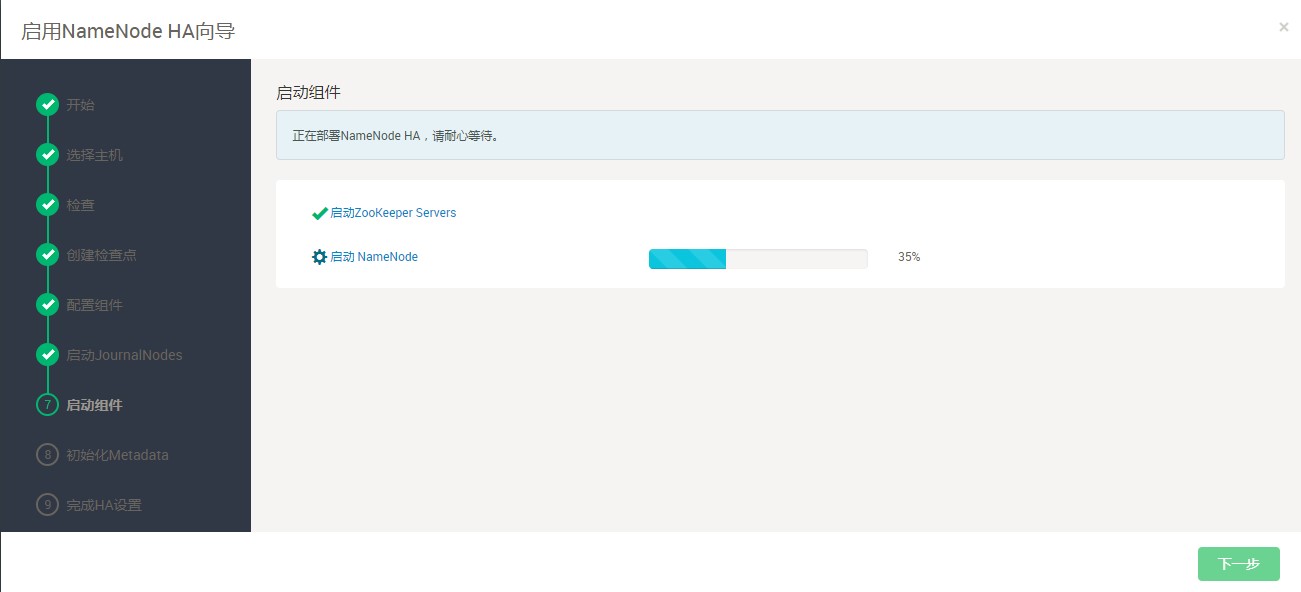 启用NameNode HA向导
×
开始
选择主机
检查
创建检查点
配置组件
启动JournalNodes
7 启动组件
8 初始化Metadata
9 完成HA设置
启动组件
正在部署NameNode HA，请耐心等待。
启动ZooKeeper Servers
启动 NameNode 35%
下一步